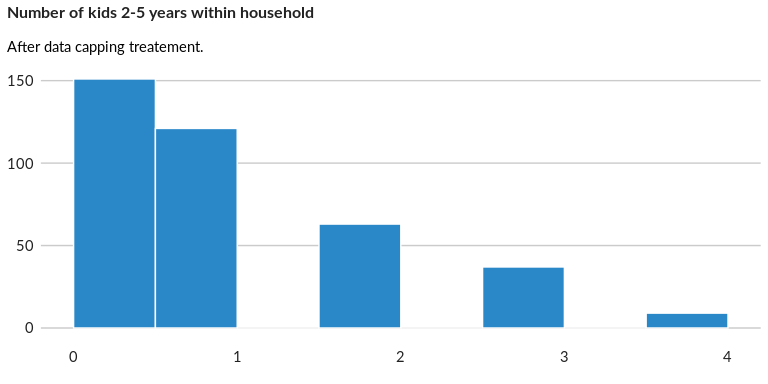 Number of kids 2-5 years within household
After data capping treatement.
150
100
50
0
0 1 2 3 4